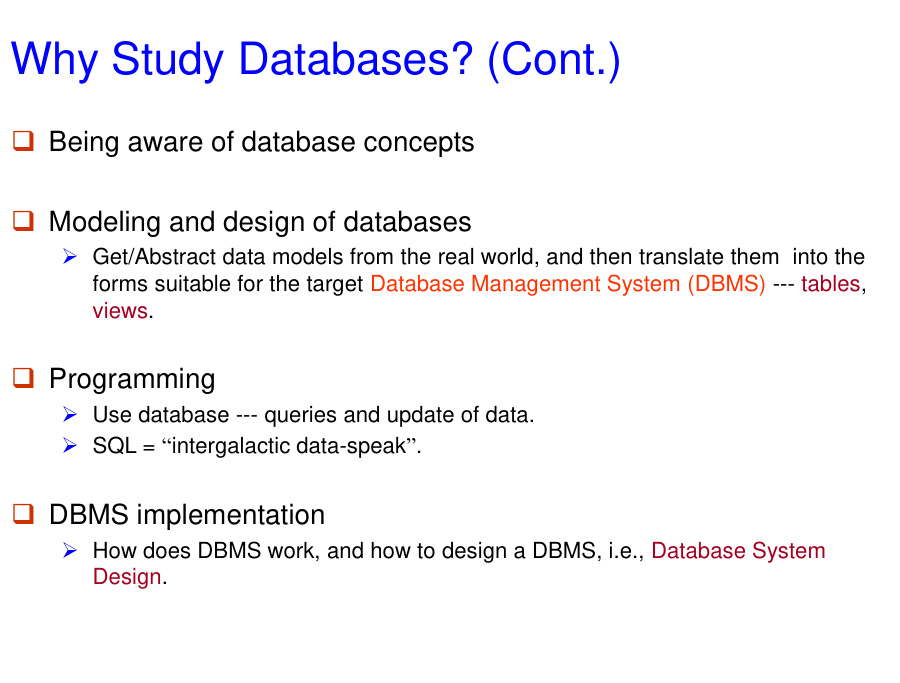 Why Study Databases? (Cont.)
Being aware of database concepts
Modeling and design of databases
Get/Abstract data models from the real world, and then translate them  into the
forms suitable for the target Database Management System (DBMS) --- tables,
views.
Programming
Use database --- queries and update of data.
SQL = “intergalactic data-speak”.
DBMS implementation
How does DBMS work, and how to design a DBMS, i.e., Database System
Design.